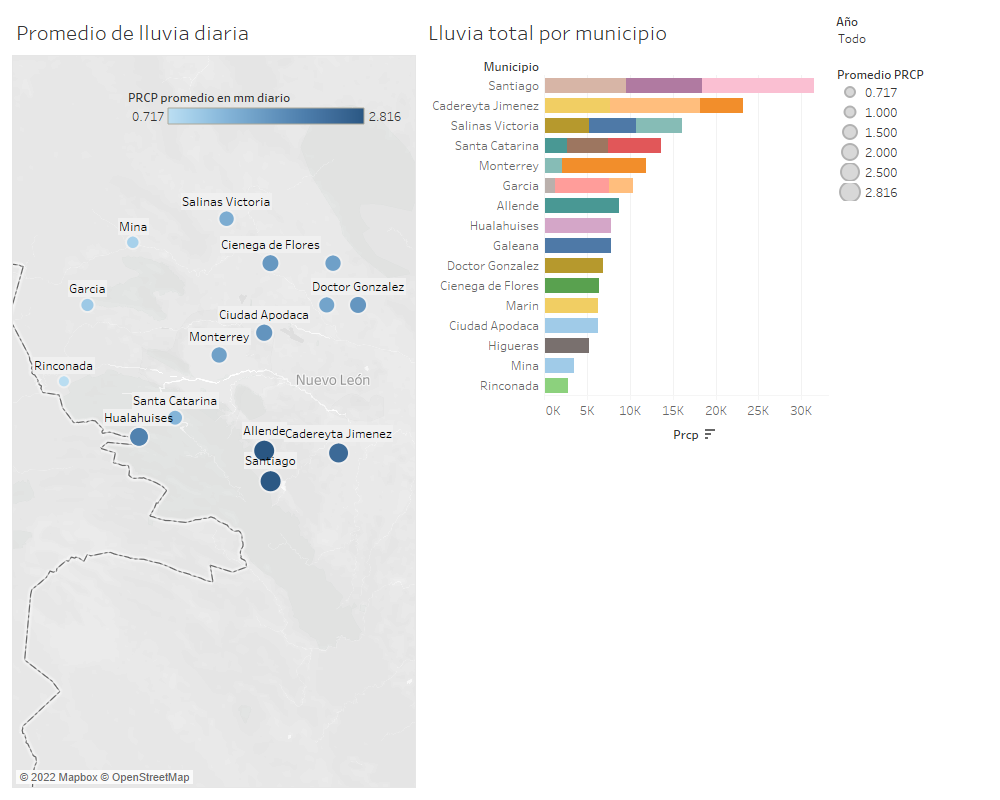 Promedio de lluvia diaria
PRCP promedio en mm diario
0.717
2.816
Salinas Victoria
Mina
Cienega de Flores
Garcia
Doctor Gonzalez
Ciudad Apodaca
Monterrey
Rinconada
Nuevo León
Santa Catarina
Hualahuises
Allende
Cadereyta Jimenez
Santiago
© 2022 Mapbox © OpenStreetMap
Lluvia total por municipio
Municipio
Santiago
Cadereyta Jimenez
Salinas Victoria
Santa Catarina
Monterrey
Garcia
Allende
Hualahuises
Galeana
Doctor Gonzalez
Cienega de Flores
Marin
Ciudad Apodaca
Higueras
Mina
Rinconada
0K 5K 10K 15K 20K 25K 30K
Prcp
Año
Todo
Promedio PRCP
0.717
1.000
1.500
2.000
2.500
2.816